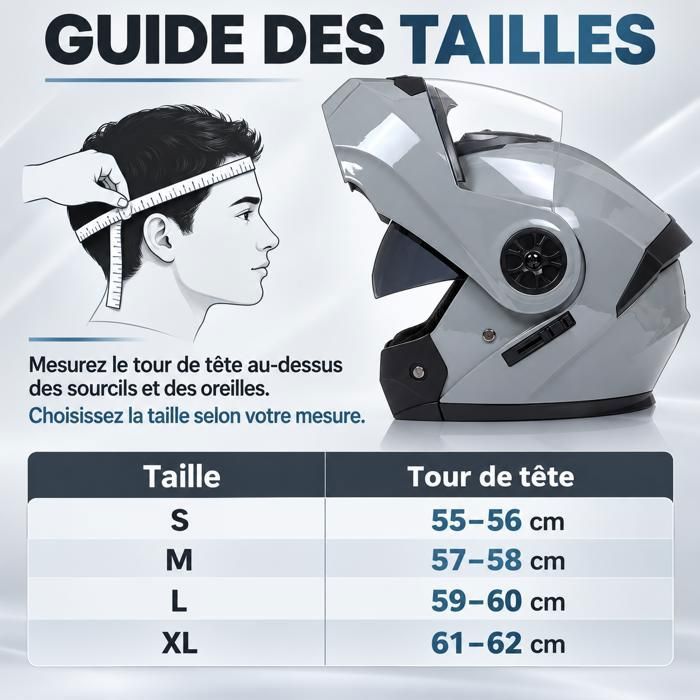 GUIDE DES TAILLES
Mesurez le tour de tête au-dessus
des sourcils et des oreilles.
Choisissez la taille selon votre mesure.
Taille Tour de tête
S 55–56 cm
M 57–58 cm
L 59–60 cm
XL 61–62 cm